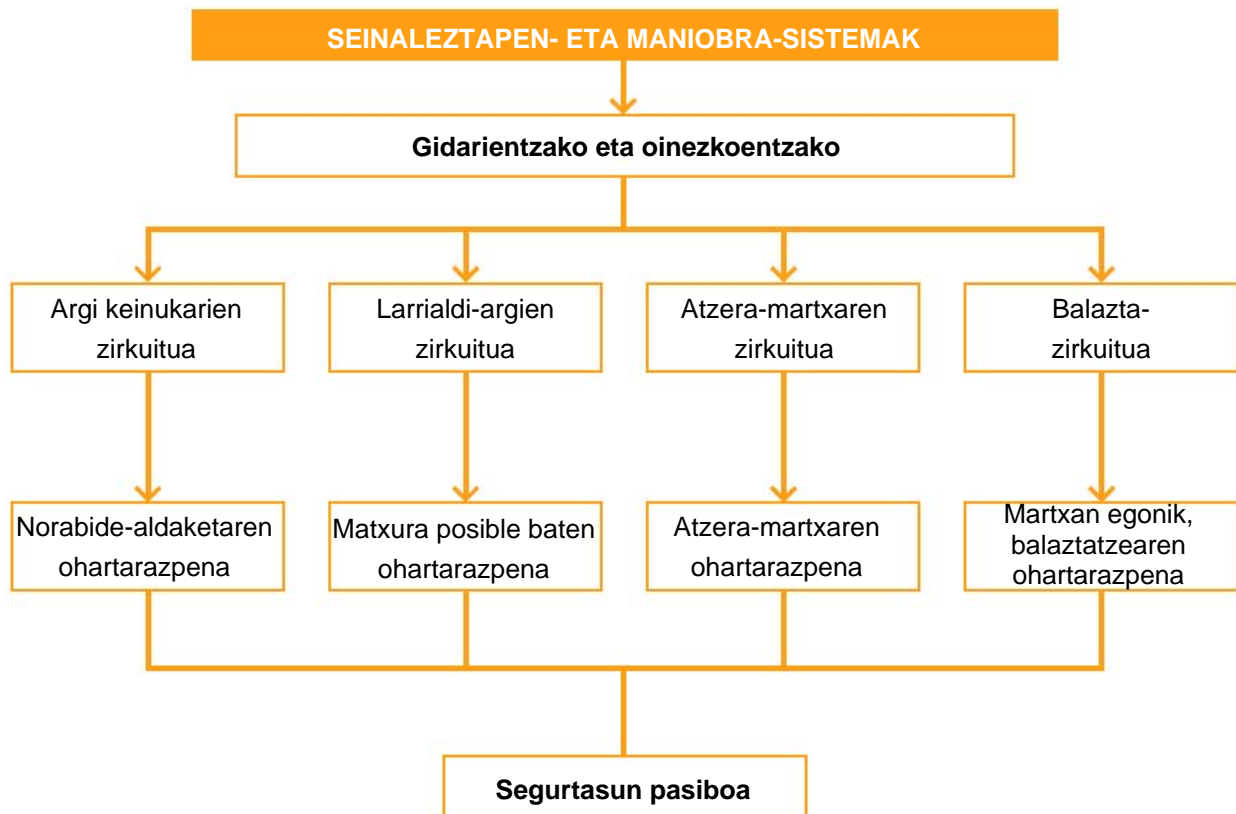 SEINALEZTAPEN- ETA MANIOBRA-SISTEMAK
Gidarientzako eta oinezkoentzako
Argi keinukarien
zirkuitua
Larrialdi-argien
zirkuitua
Atzera-martxaren
zirkuitua
Balazta-
zirkuitua
Norabide-aldaketaren
ohartarazpena
Matxura posible baten
ohartarazpena
Atzera-martxaren
ohartarazpena
Martxan egonik,
balaztatzearen
ohartarazpena
Segurtasun pasiboa